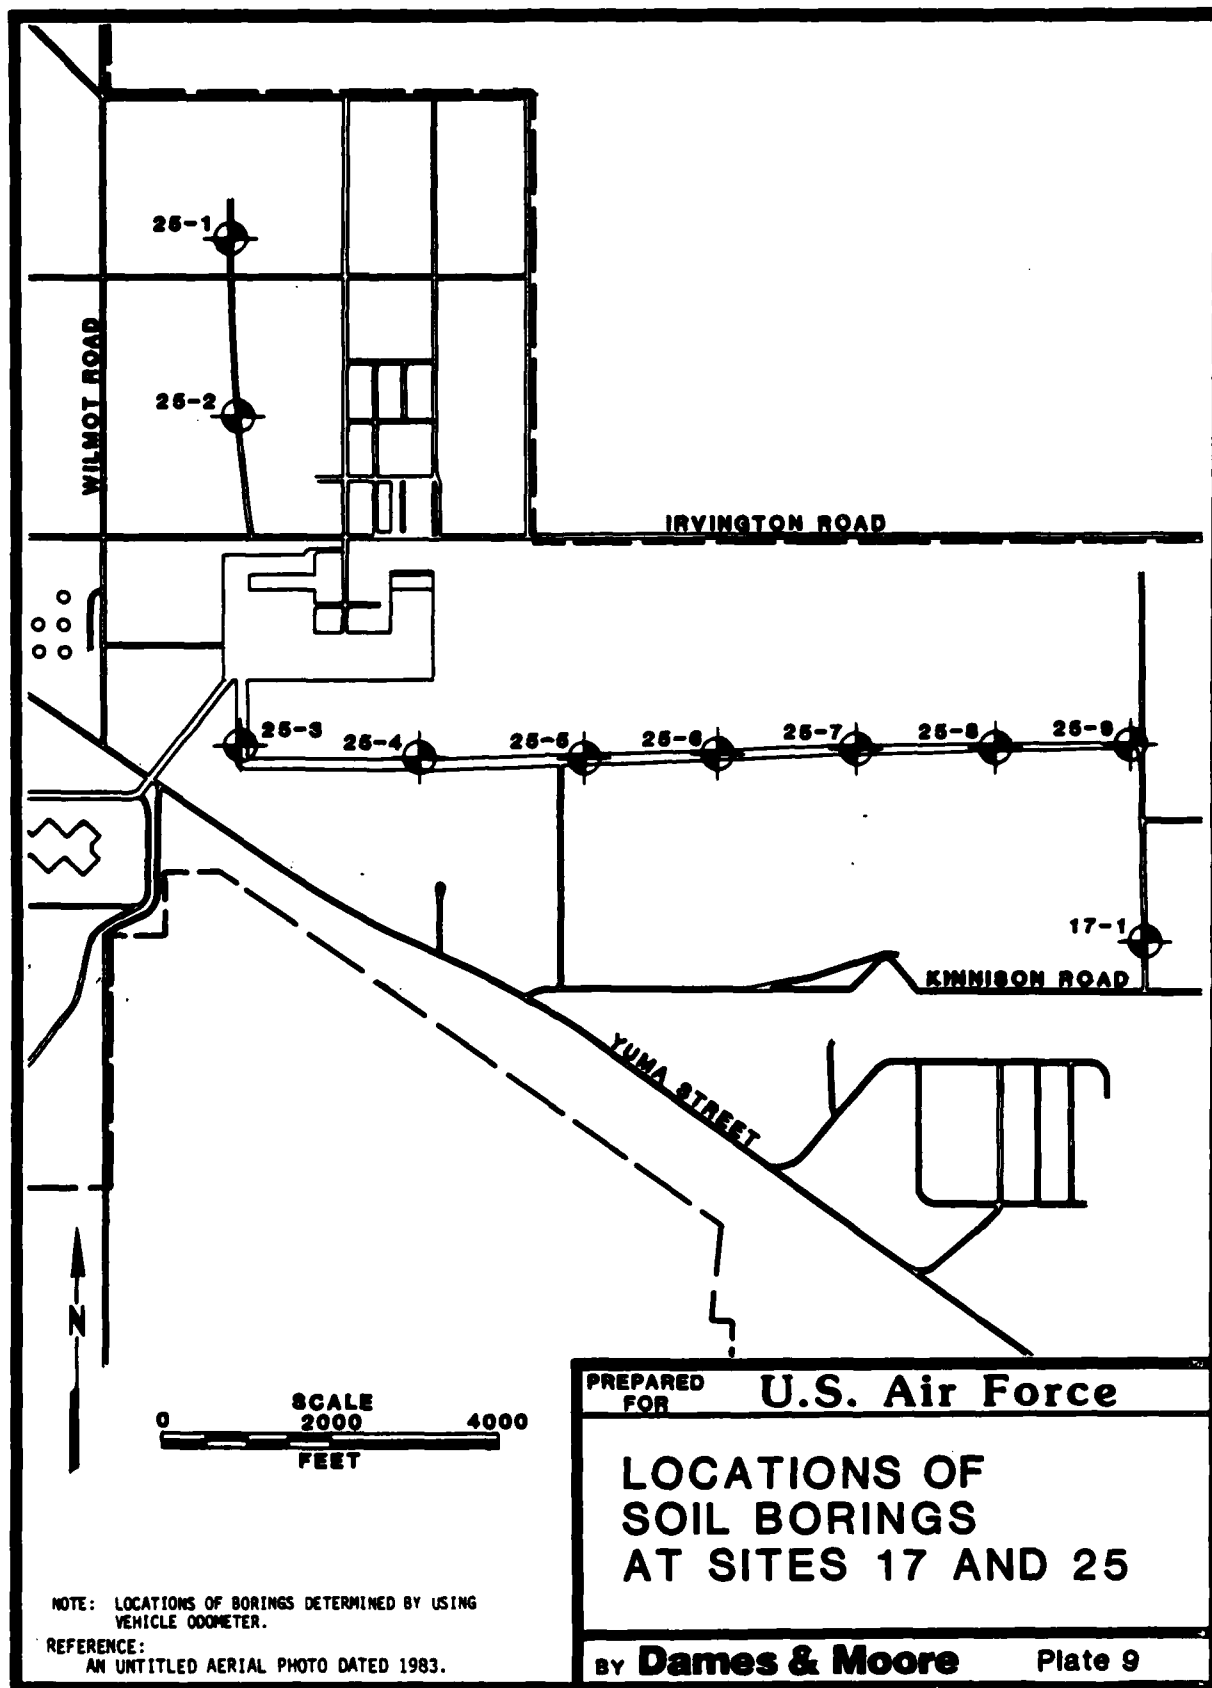 25-1
WILMOT ROAD
25-2
IRVINGTON ROAD
25-3
25-4
25-5
25-6
25-7
25-8
25-9
17-1
KINNISON ROAD
YUMA STREET
N
SCALE
0 2000 4000
FEET
PREPARED FOR U.S. Air Force
LOCATIONS OF
SOIL BORINGS
AT SITES 17 AND 25
NOTE: LOCATIONS OF BORINGS DETERMINED BY USING
VEHICLE ODOMETER.
REFERENCE:
AN UNTITLED AERIAL PHOTO DATED 1983.
BY Dames & Moore Plate 9